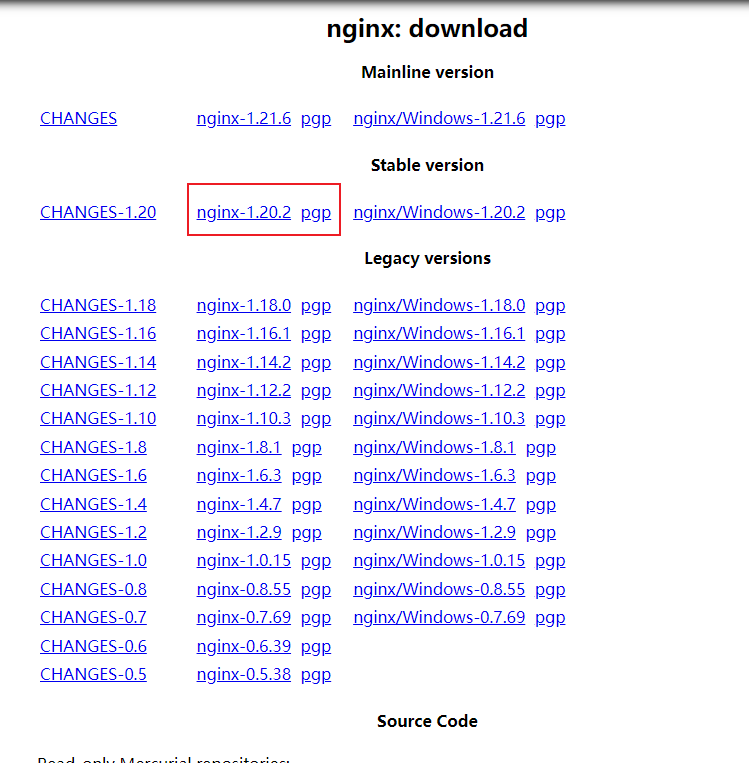 nginx: download
Mainline version
CHANGES nginx-1.21.6 pgp nginx/Windows-1.21.6 pgp
Stable version
CHANGES-1.20 nginx-1.20.2 pgp nginx/Windows-1.20.2 pgp
Legacy versions
CHANGES-1.18 nginx-1.18.0 pgp nginx/Windows-1.18.0 pgp
CHANGES-1.16 nginx-1.16.1 pgp nginx/Windows-1.16.1 pgp
CHANGES-1.14 nginx-1.14.2 pgp nginx/Windows-1.14.2 pgp
CHANGES-1.12 nginx-1.12.2 pgp nginx/Windows-1.12.2 pgp
CHANGES-1.10 nginx-1.10.3 pgp nginx/Windows-1.10.3 pgp
CHANGES-1.8 nginx-1.8.1 pgp nginx/Windows-1.8.1 pgp
CHANGES-1.6 nginx-1.6.3 pgp nginx/Windows-1.6.3 pgp
CHANGES-1.4 nginx-1.4.7 pgp nginx/Windows-1.4.7 pgp
CHANGES-1.2 nginx-1.2.9 pgp nginx/Windows-1.2.9 pgp
CHANGES-1.0 nginx-1.0.15 pgp nginx/Windows-1.0.15 pgp
CHANGES-0.8 nginx-0.8.55 pgp nginx/Windows-0.8.55 pgp
CHANGES-0.7 nginx-0.7.69 pgp nginx/Windows-0.7.69 pgp
CHANGES-0.6 nginx-0.6.39 pgp
CHANGES-0.5 nginx-0.5.38 pgp
Source Code
Read-only Mercurial repositories: